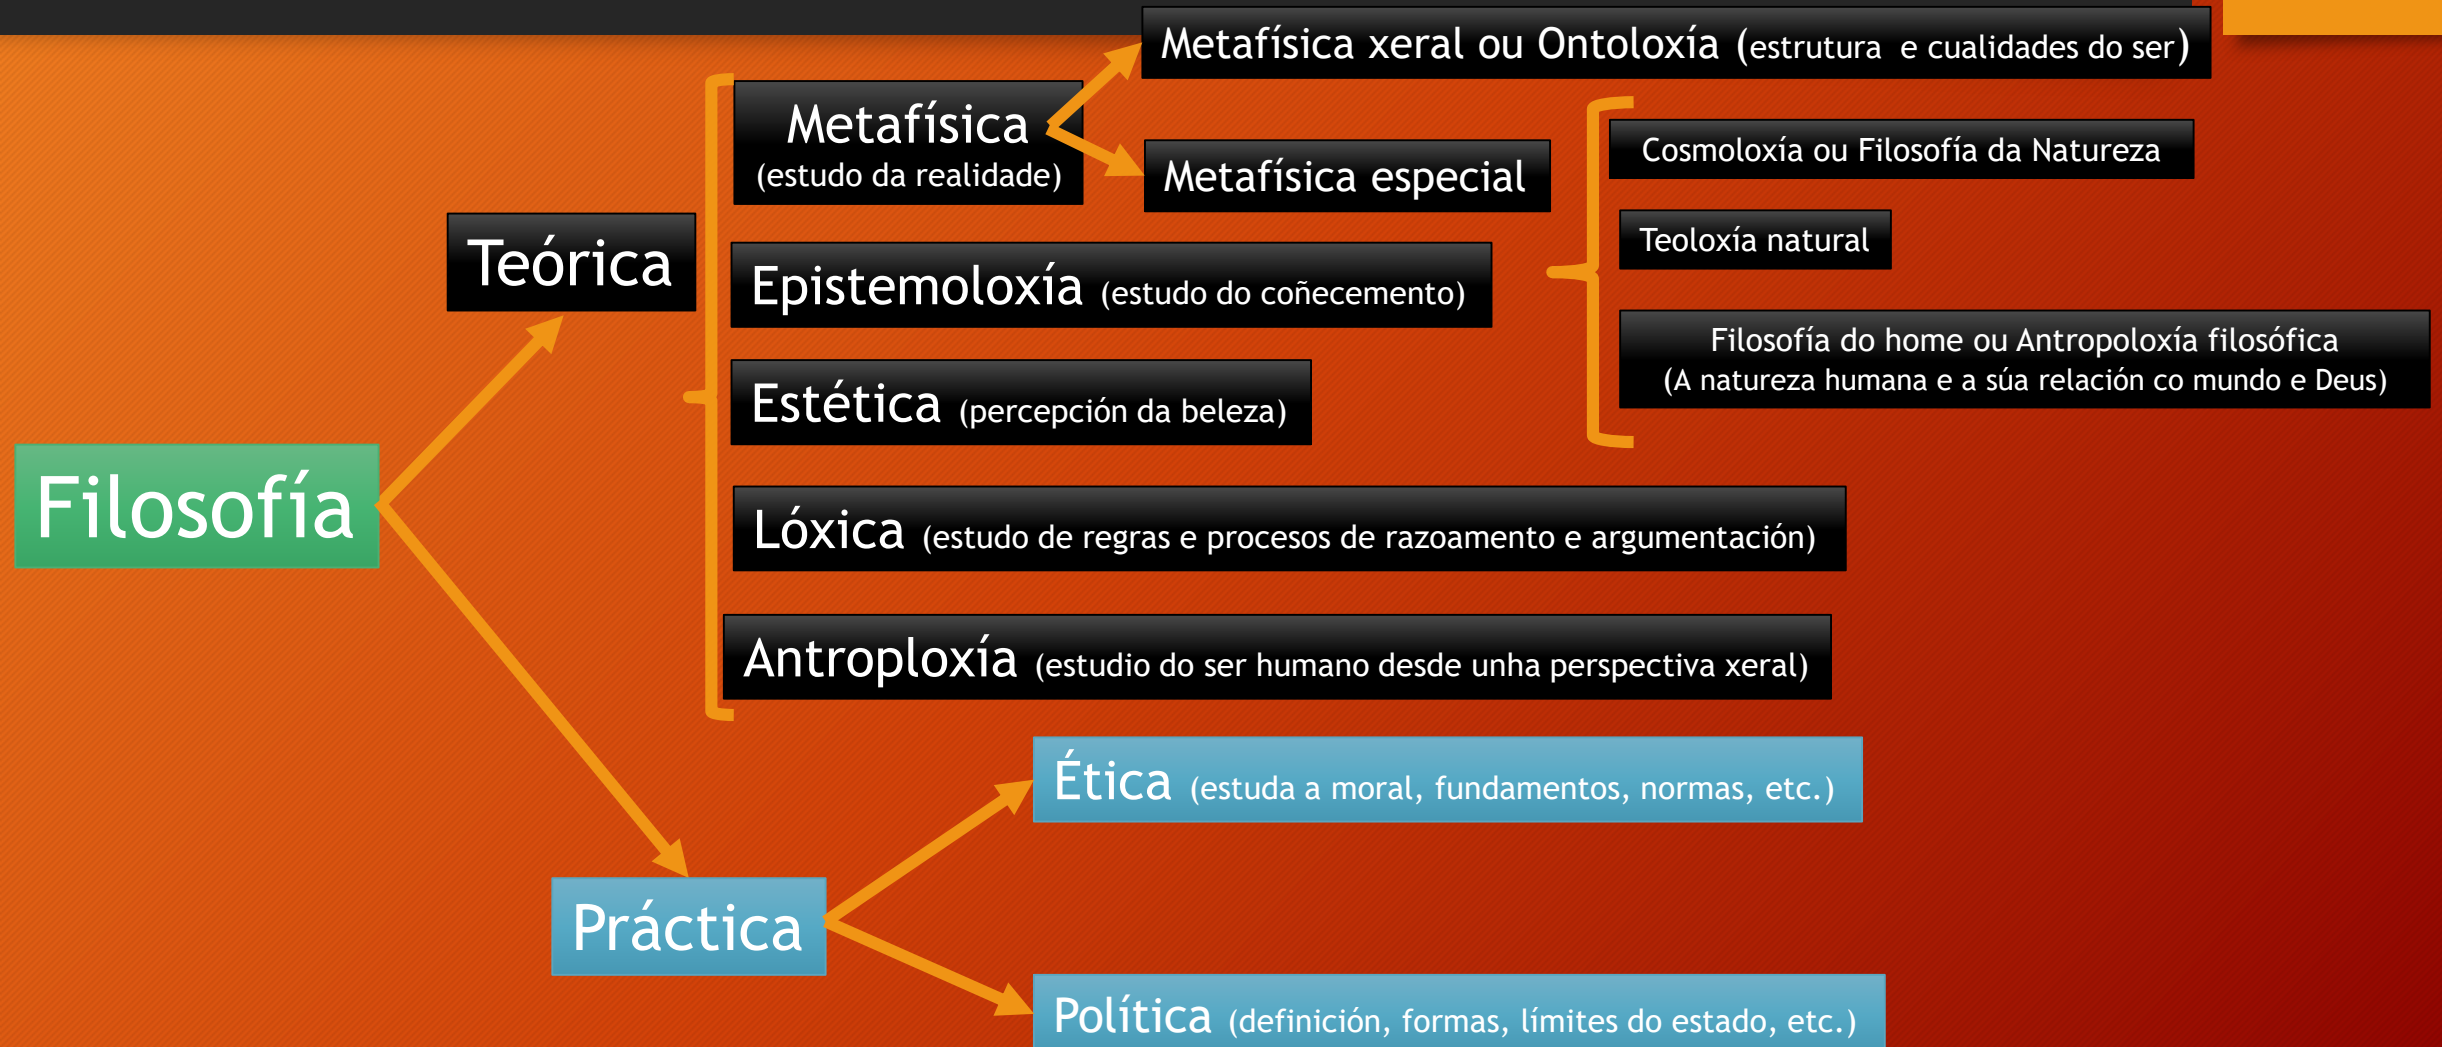 Metafísica xeral ou Ontoloxía (estrutura e cualidades do ser)
Metafísica
(estudo da realidade)
Metafísica especial
Cosmoloxía ou Filosofía da Natureza
Teoloxía natural
Filosofía do home ou Antropoloxía filosófica
(A natureza humana e a súa relación co mundo e Deus)
Teórica
Epistemoloxía (estudo do coñecemento)
Estética (percepción da beleza)
Filosofía
Lóxica (estudo de regras e procesos de razoamento e argumentación)
Antroploxía (estudio do ser humano desde unha perspectiva xeral)
Ética (estuda a moral, fundamentos, normas, etc.)
Práctica
Política (definición, formas, límites do estado, etc.)